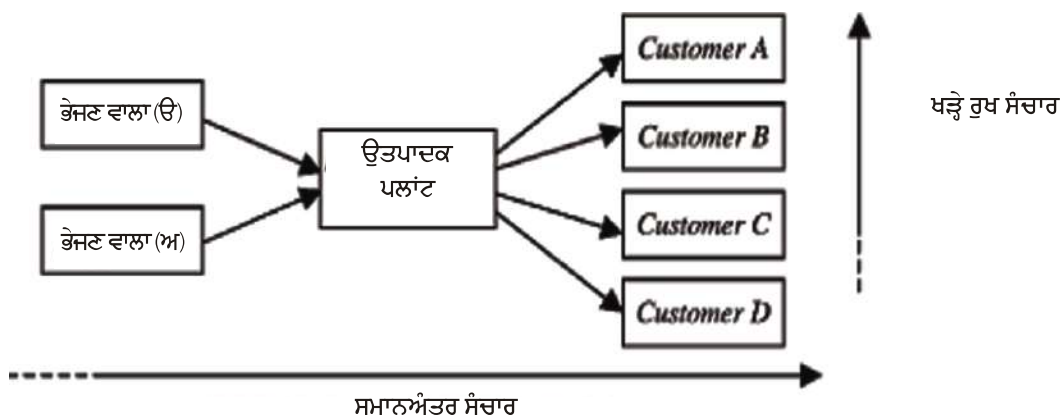 ਭੇਜਣ ਵਾਲਾ (ੳ)
ਭੇਜਣ ਵਾਲਾ (ਅ)
ਉਤਪਾਦਕ
ਪਲਾਂਟ
Customer A
Customer B
Customer C
Customer D
ਖੜ੍ਹੇ ਰੁਖ ਸੰਚਾਰ
ਸਮਾਨਅੰਤਰ ਸੰਚਾਰ